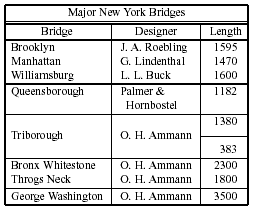 Major New York Bridges
Bridge Designer Length
Brooklyn J. A. Roebling 1595
Manhattan G. Lindenthal 1470
Williamsburg L. L. Buck 1600
Queensborough Palmer & 1182
Hornbostel
1380
Triborough O. H. Ammann
383
Bronx Whitestone O. H. Ammann 2300
Throgs Neck O. H. Ammann 1800
George Washington O. H. Ammann 3500